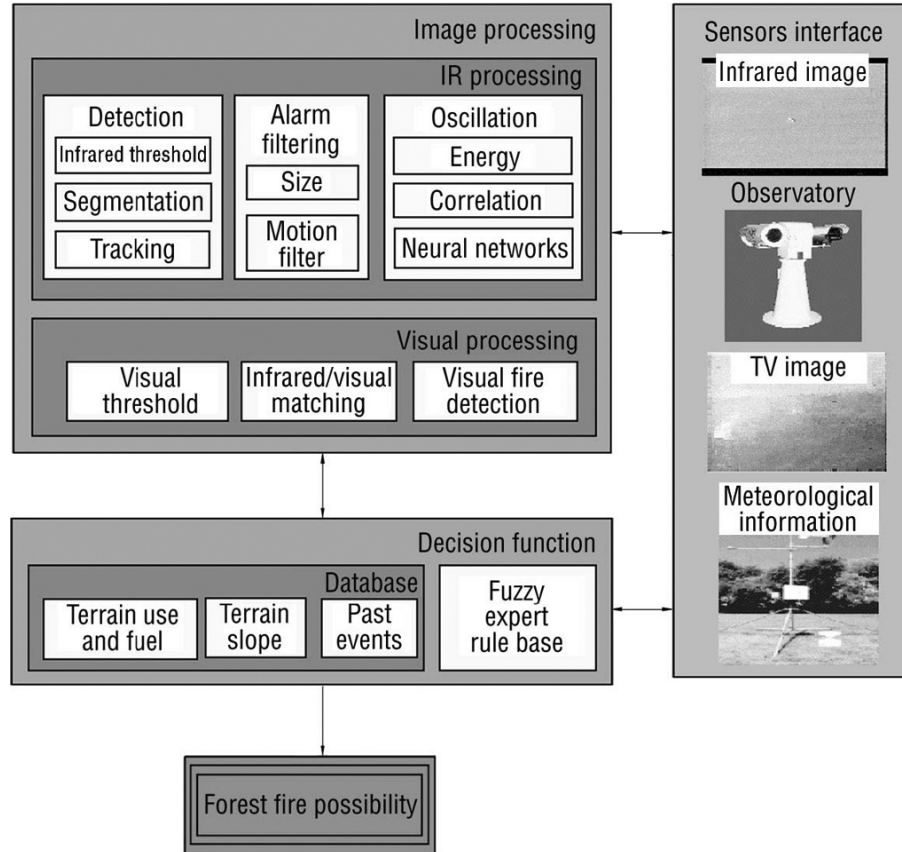 Image processing
IR processing
Detection
Infrared threshold
Segmentation
Tracking
Alarm
filtering
Size
Motion
filter
Oscillation
Energy
Correlation
Neural networks
Visual processing
Visual
threshold
Infrared/visual
matching
Visual fire
detection
Sensors interface
Infrared image
Observatory
TV image
Meteorological
information
Decision function
Database
Terrain use
and fuel
Terrain
slope
Past
events
Fuzzy
expert
rule base
Forest fire possibility